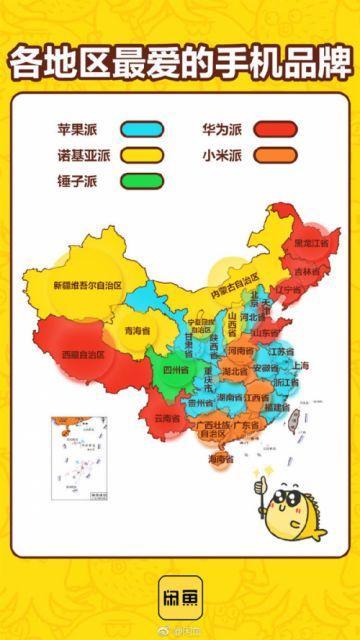 各地区最爱的手机品牌
苹果派
华为派
诺基亚派
小米派
锤子派
黑龙江省
吉林省
辽宁省
内蒙古自治区
新疆维吾尔自治区
北京
天津
河北省
山西省
宁夏回族
自治区
青海省
甘肃省
陕西省
山东省
河南省
江苏省
西藏自治区
四川省
重庆市
湖北省
安徽省
上海
浙江省
贵州省
湖南省
江西省
福建省
云南省
广西壮族
自治区
广东省
海南省
闲鱼
@闲鱼